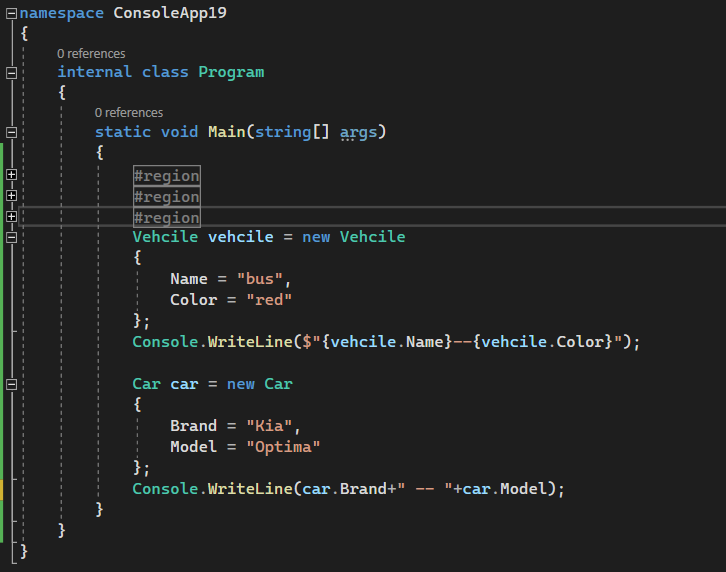 namespace ConsoleApp19
{
0 references
internal class Program
{
0 references
static void Main(string[] args)
{
#region
#region
#region
Vehcile vehcile = new Vehcile
{
Name = "bus",
Color = "red"
};
Console.WriteLine($"{vehcile.Name}--{vehcile.Color}");
Car car = new Car
{
Brand = "Kia",
Model = "Optima"
};
Console.WriteLine(car.Brand+" -- "+car.Model);
}
}
}